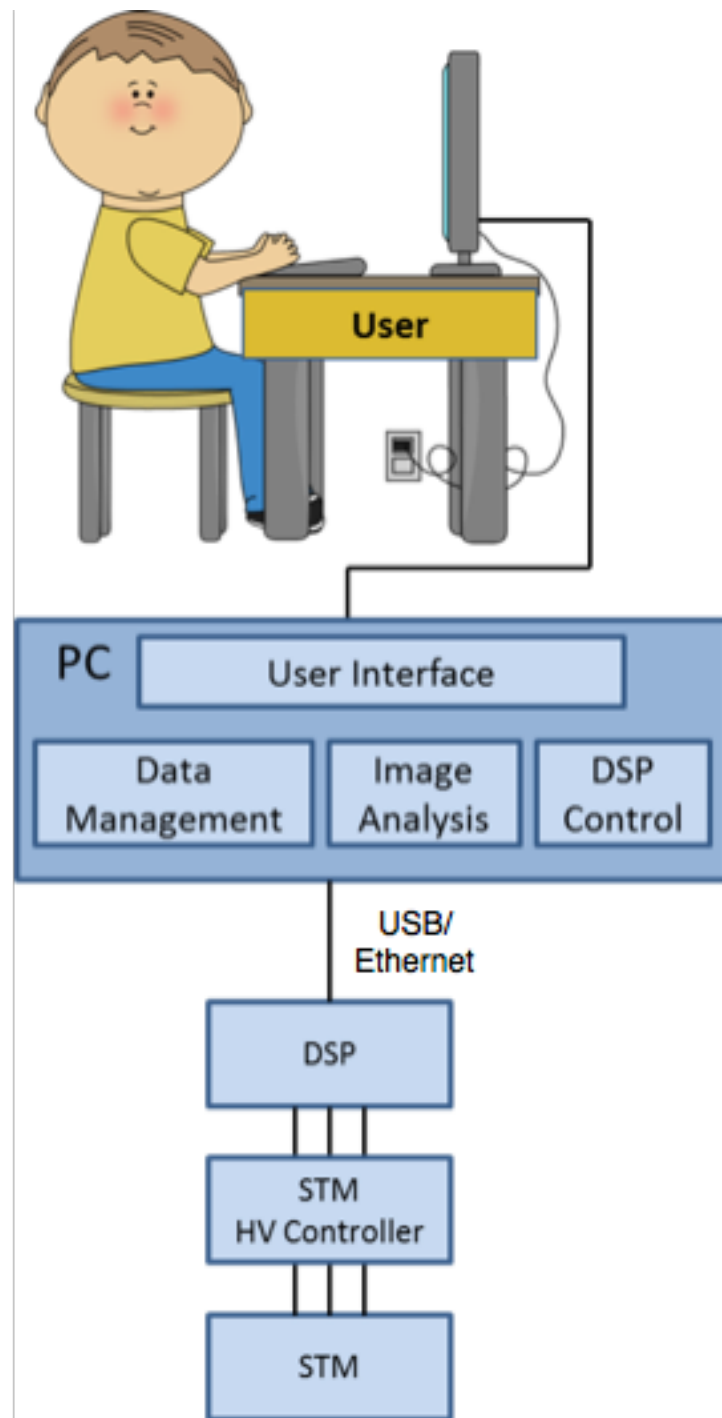 User
PC
User Interface
Data
Management
Image
Analysis
DSP
Control
USB/
Ethernet
DSP
STM
HV Controller
STM